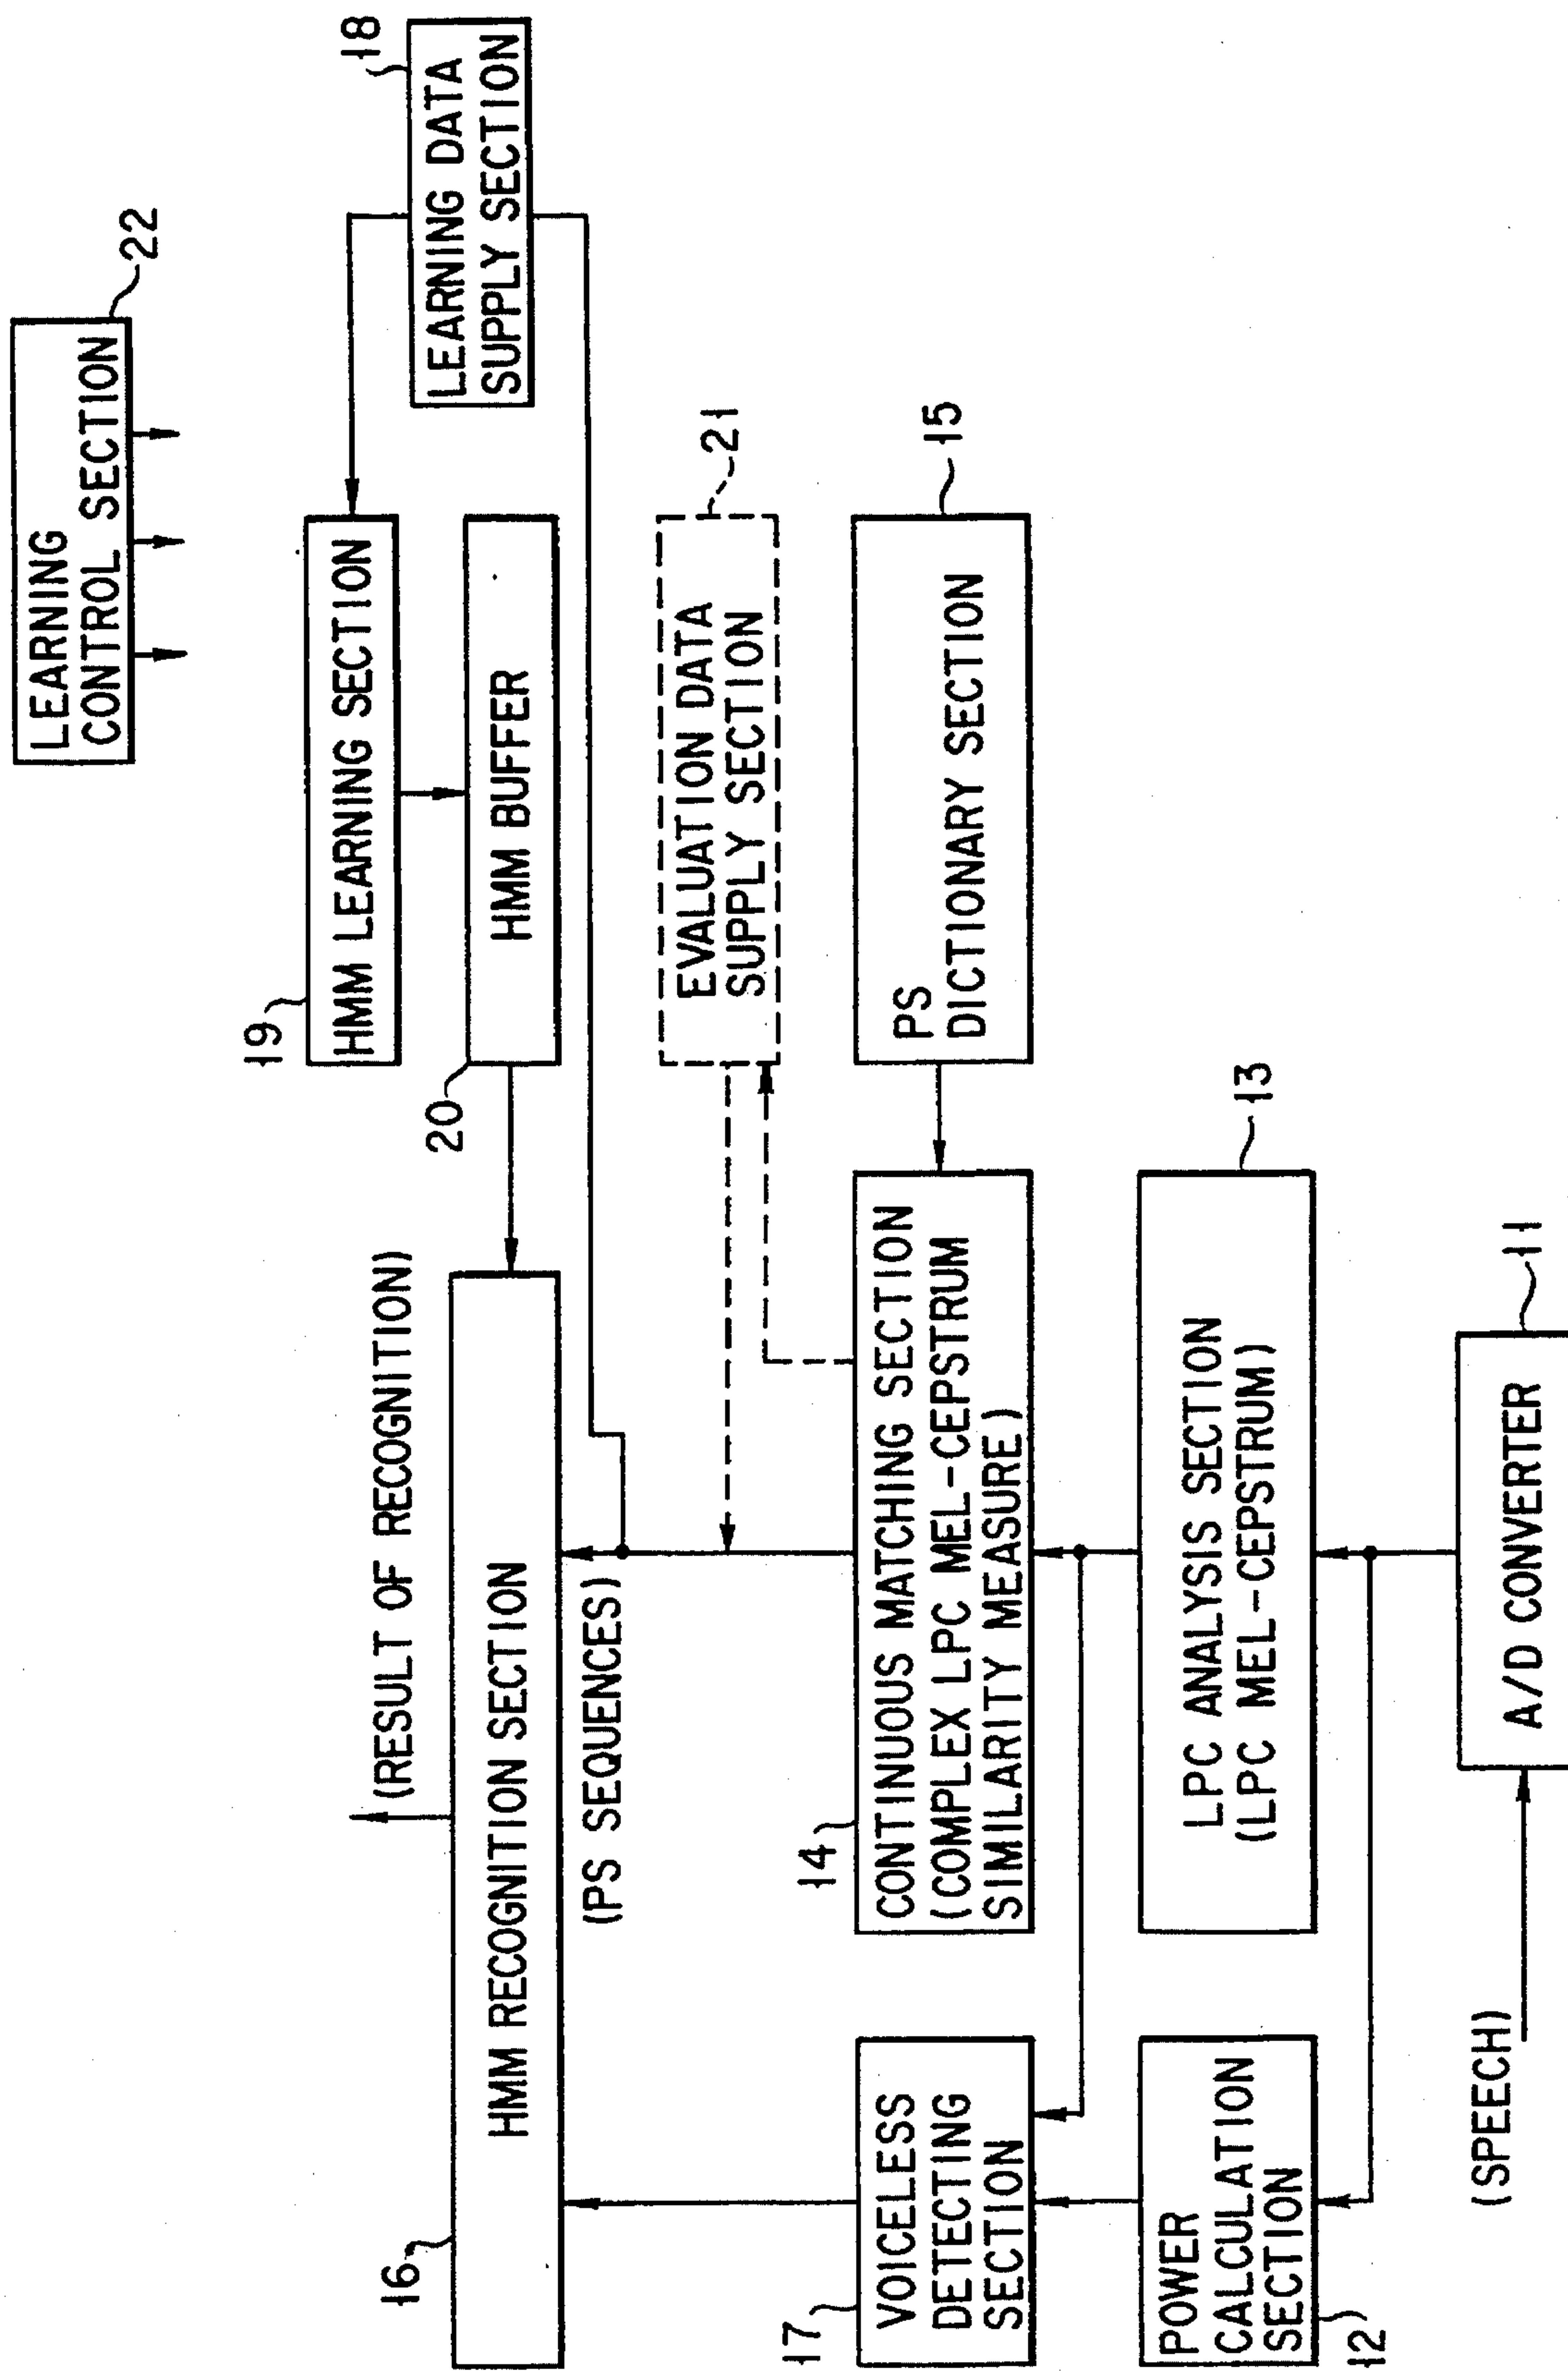 LEARNING
CONTROL SECTION
22
18
LEARNING DATA
SUPPLY SECTION
19
HMM LEARNING SECTION
20
HMM BUFFER
(RESULT OF RECOGNITION)
16
HMM RECOGNITION SECTION
(PS SEQUENCES)
21
EVALUATION DATA
SUPPLY SECTION
15
PS
DICTIONARY SECTION
14
CONTINUOUS MATCHING SECTION
(COMPLEX LPC MEL-CEPSTRUM
SIMILARITY MEASURE)
17
VOICELESS
DETECTING
SECTION
13
LPC ANALYSIS SECTION
(LPC MEL-CEPSTRUM)
12
POWER
CALCULATION
SECTION
11
A/D CONVERTER
(SPEECH)